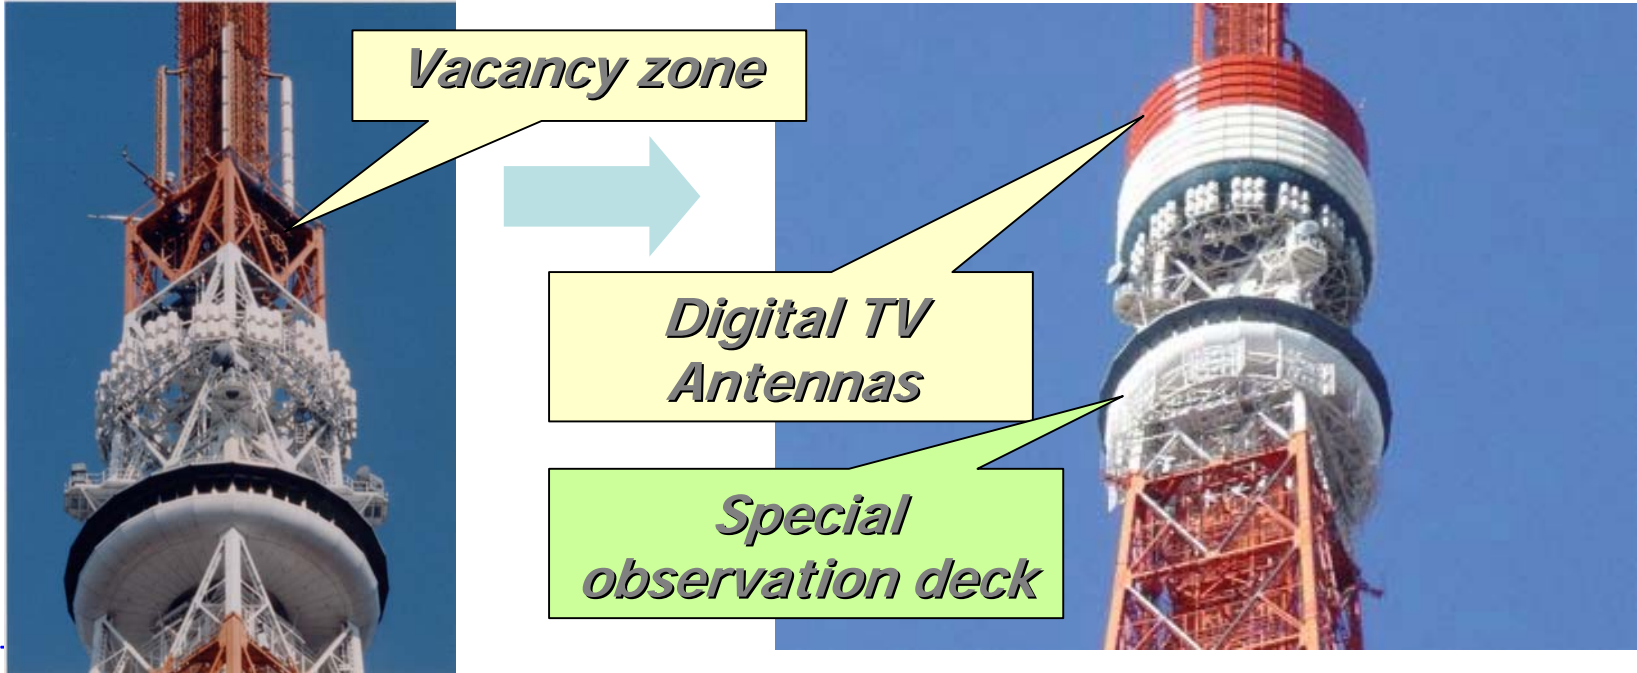 Vacancy zone
Digital TV
Antennas
Special
observation deck